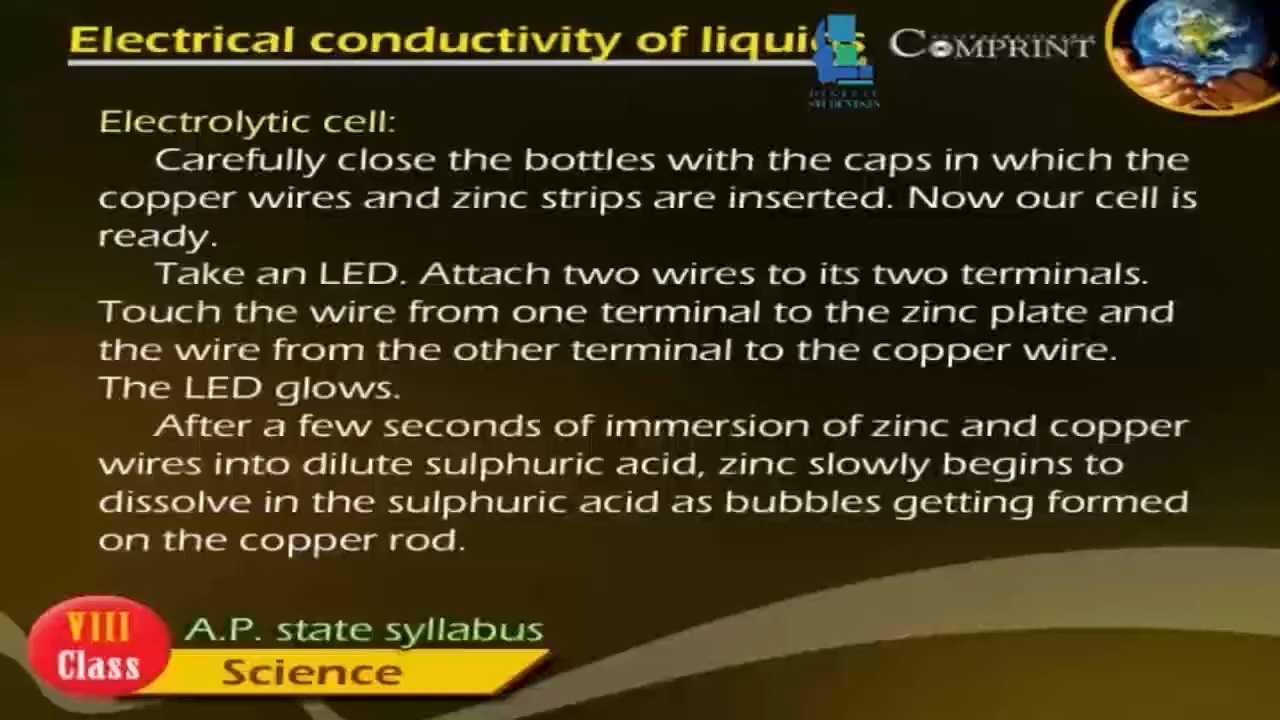 Electrical conductivity of liquids
COMPRINT
Electrolytic cell:
Carefully close the bottles with the caps in which the
copper wires and zinc strips are inserted. Now our cell is
ready.
Take an LED. Attach two wires to its two terminals.
Touch the wire from one terminal to the zinc plate and
the wire from the other terminal to the copper wire.
The LED glows.
After a few seconds of immersion of zinc and copper
wires into dilute sulphuric acid, zinc slowly begins to
dissolve in the sulphuric acid as bubbles getting formed
on the copper rod.
VIII
Class
A.P. state syllabus
Science